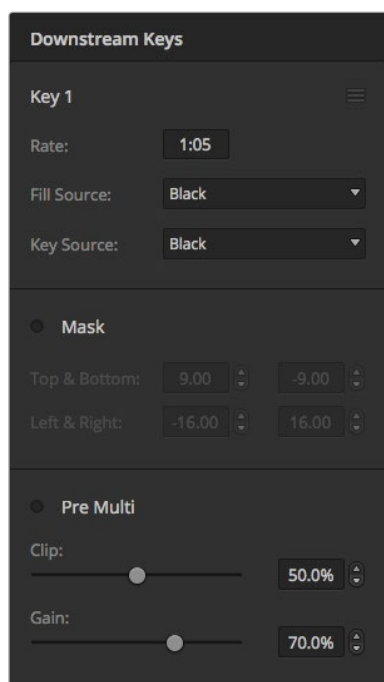 Downstream Keys
Key 1
Rate: 1:05
Fill Source: Black
Key Source: Black
Mask
Top & Bottom: 9.00 -9.00
Left & Right: -16.00 16.00
Pre Multi
Clip:
50.0%
Gain:
70.0%